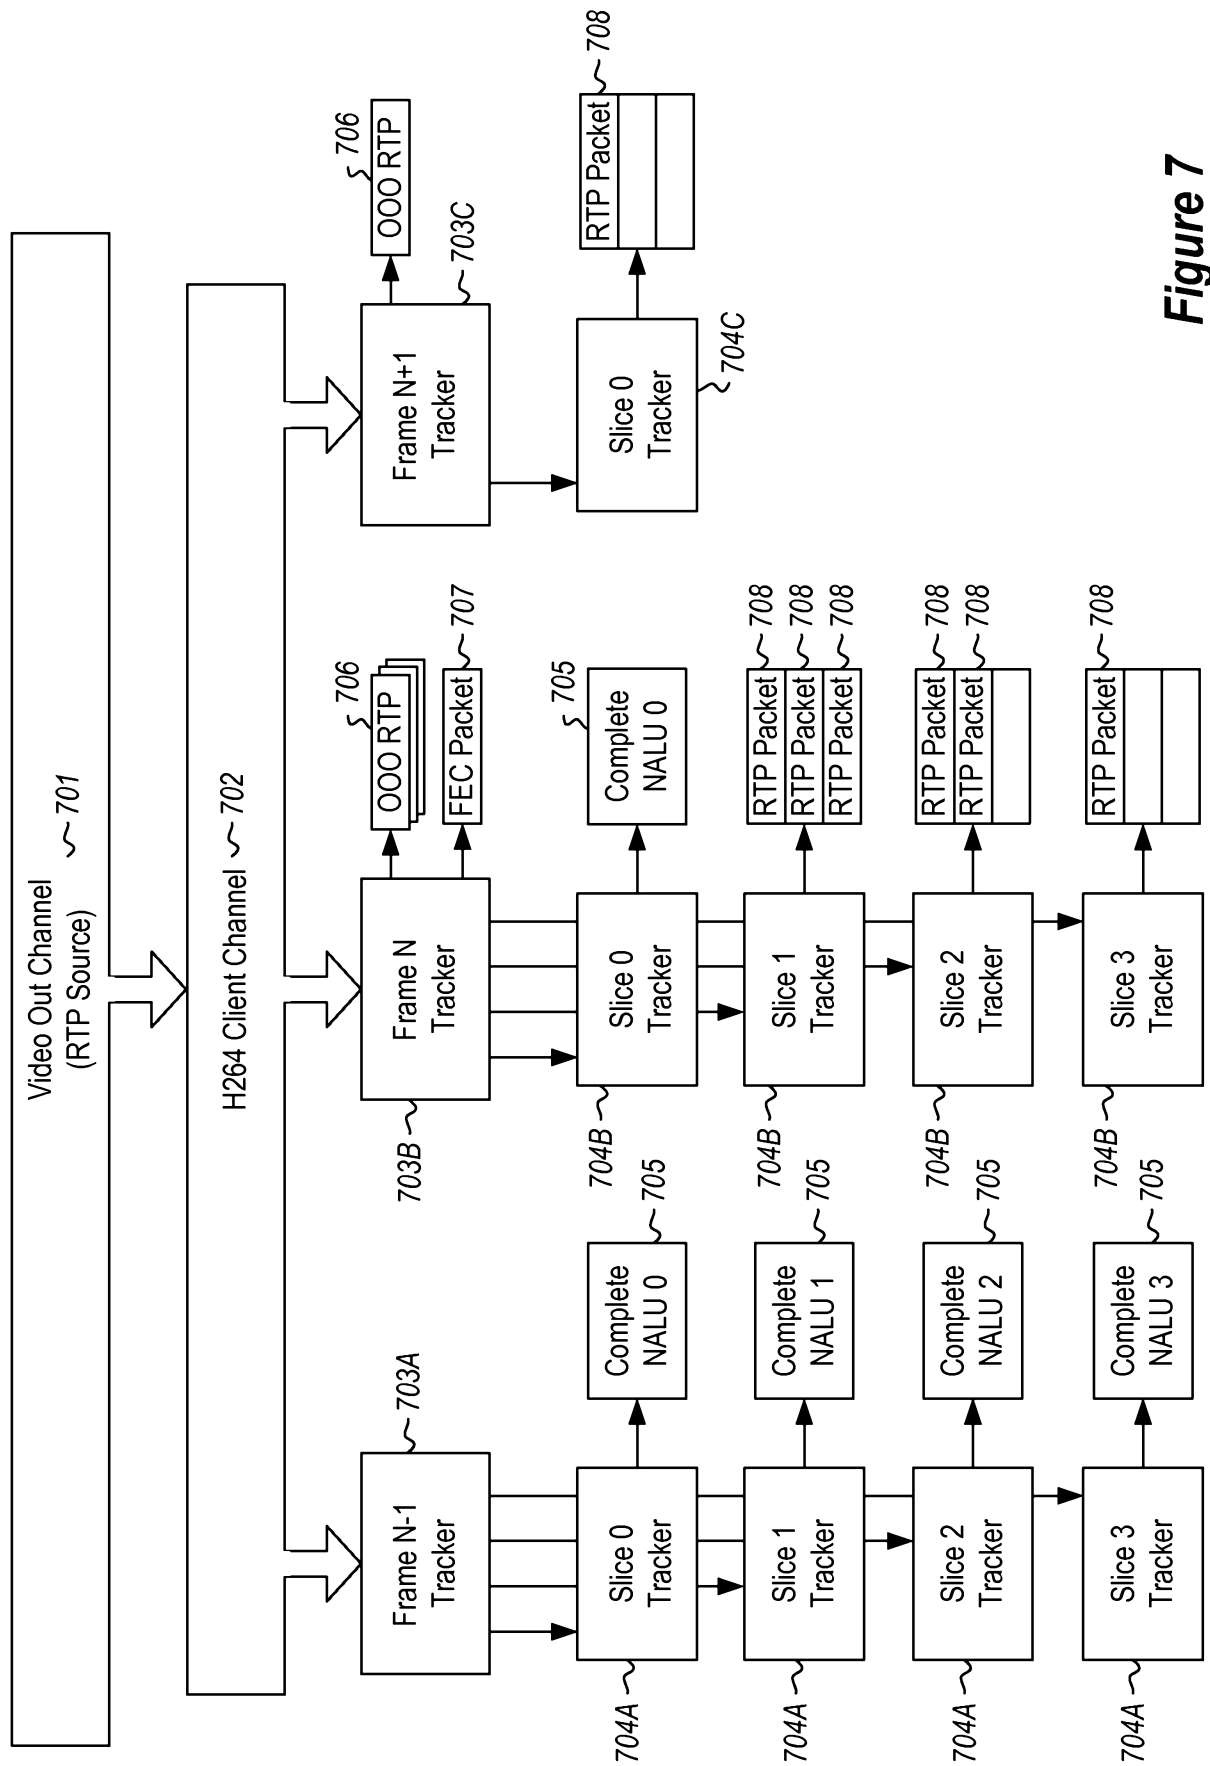 Video Out Channel 701
(RTP Source)
H264 Client Channel 702
Frame N-1
Tracker
703A
Slice 0
Tracker
704A
Complete
NALU 0
705
Slice 1
Tracker
704A
Complete
NALU 1
705
Slice 2
Tracker
704A
Complete
NALU 2
705
Slice 3
Tracker
704A
Complete
NALU 3
705
Frame N
Tracker
703B
OOO RTP
706
FEC Packet
707
Slice 0
Tracker
704B
Complete
NALU 0
705
Slice 1
Tracker
704B
RTP Packet 708
RTP Packet 708
RTP Packet 708
Slice 2
Tracker
704B
RTP Packet 708
RTP Packet 708
Slice 3
Tracker
704B
RTP Packet 708
Frame N+1
Tracker
703C
OOO RTP
706
Slice 0
Tracker
704C
RTP Packet 708
Figure 7